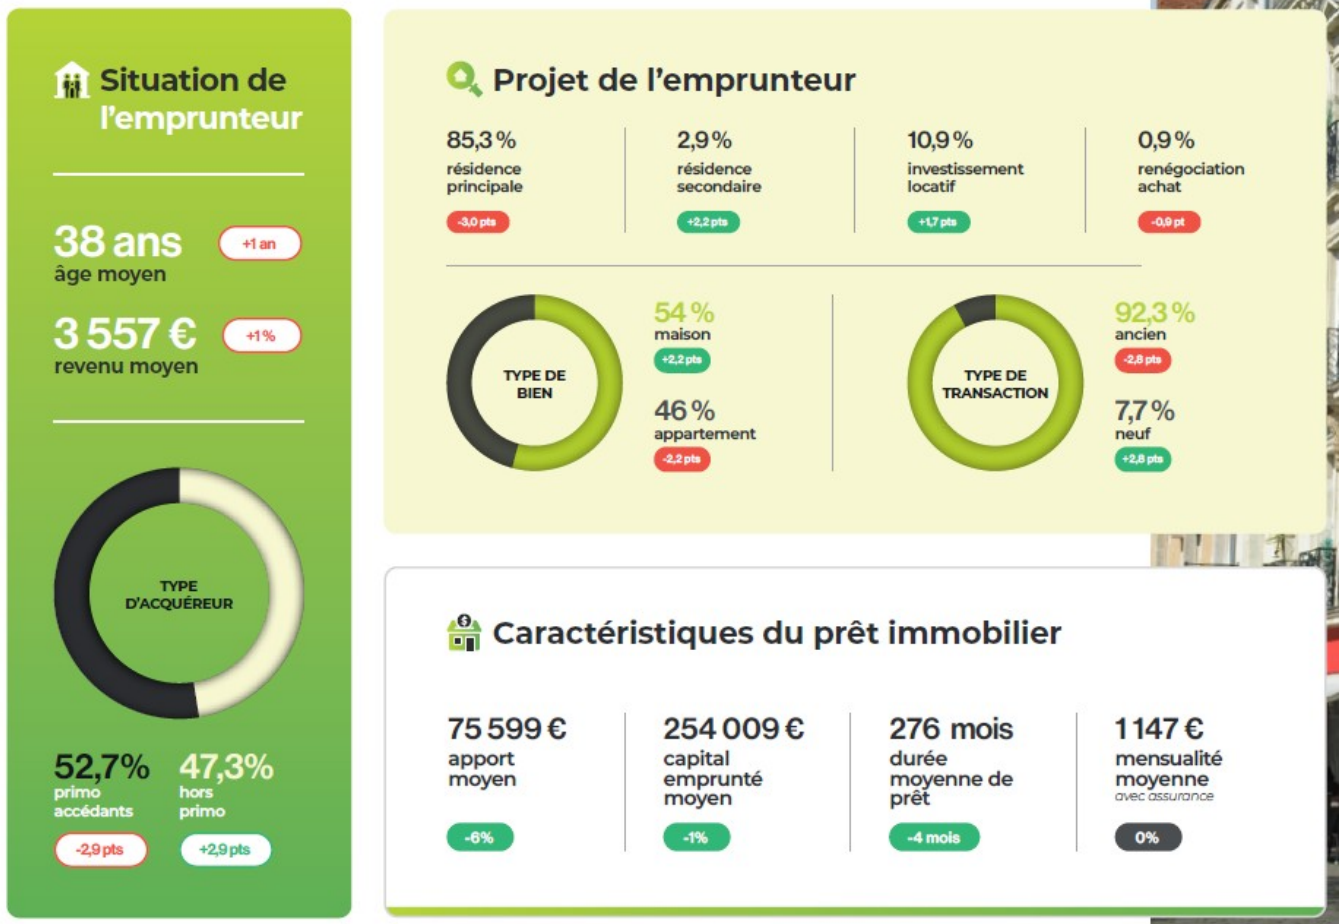 Situation de
l’emprunteur
38 ans
+1 an
âge moyen
3 557 €
+1%
revenu moyen
TYPE
D’ACQUÉREUR
52,7%
primo
accédants
-2,9 pts
47,3%
hors
primo
+2,9 pts
Projet de l’emprunteur
85,3 %
résidence
principale
-3,0 pts
2,9 %
résidence
secondaire
+2,2 pts
10,9 %
investissement
locatif
+1,7 pts
0,9 %
renégociation
achat
-0,9 pt
TYPE DE
BIEN
54 %
maison
+2,2 pts
46 %
appartement
-2,2 pts
TYPE DE
TRANSACTION
92,3 %
ancien
-2,8 pts
7,7 %
neuf
+2,8 pts
Caractéristiques du prêt immobilier
75 599 €
apport
moyen
-6%
254 009 €
capital
emprunté
moyen
-1%
276 mois
durée
moyenne de
prêt
-4 mois
1 147 €
mensualité
moyenne
avec assurance
0%